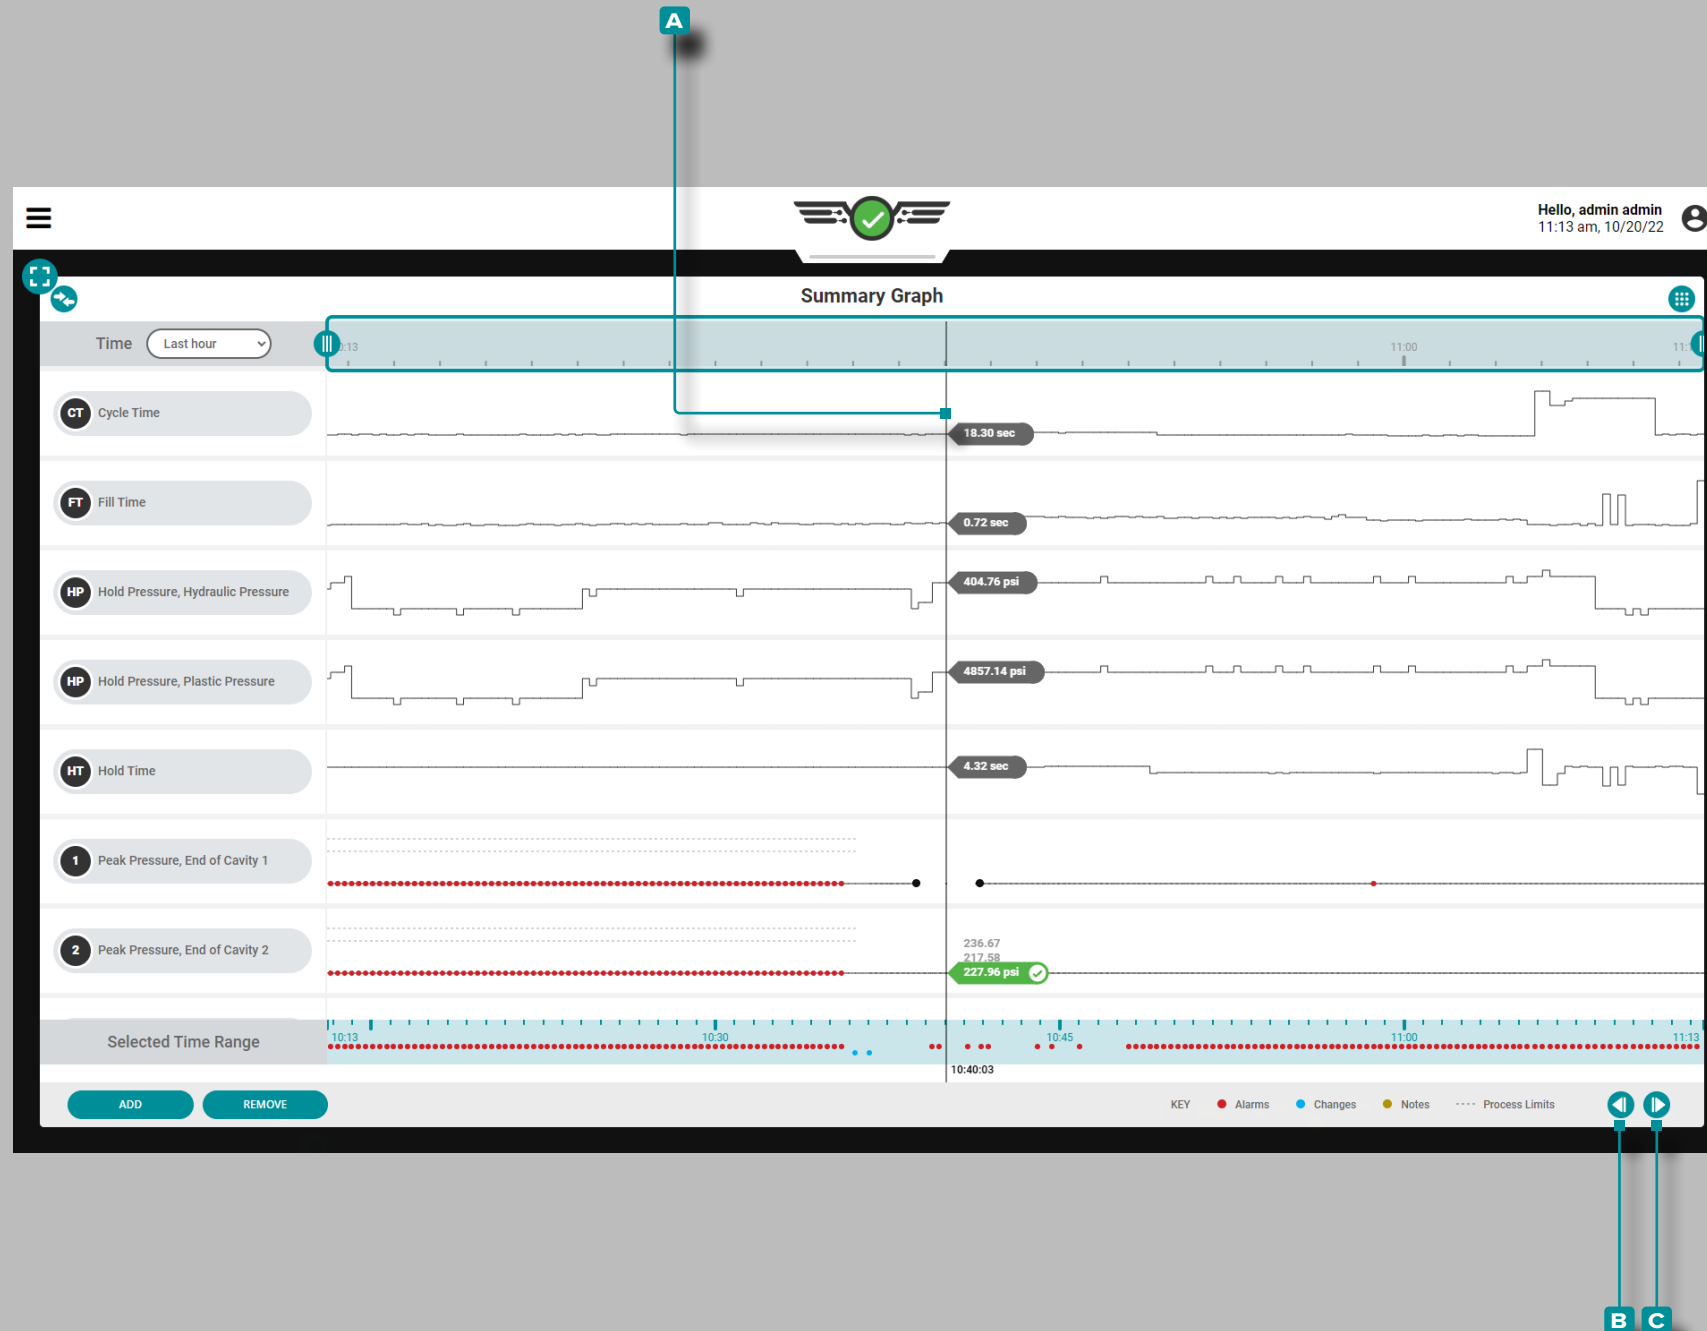 A
Hello, admin admin
11:13 am, 10/20/22
Summary Graph
Time
Last hour
:13
11:00
11:
CT Cycle Time
18.30 sec
FT Fill Time
0.72 sec
HP Hold Pressure, Hydraulic Pressure
404.76 psi
HP Hold Pressure, Plastic Pressure
4857.14 psi
HT Hold Time
4.32 sec
1 Peak Pressure, End of Cavity 1
2 Peak Pressure, End of Cavity 2
236.67
217.58
227.96 psi
Selected Time Range
10:13 10:30 10:45 11:00 11:13
10:40:03
ADD REMOVE
KEY Alarms Changes Notes Process Limits
B C